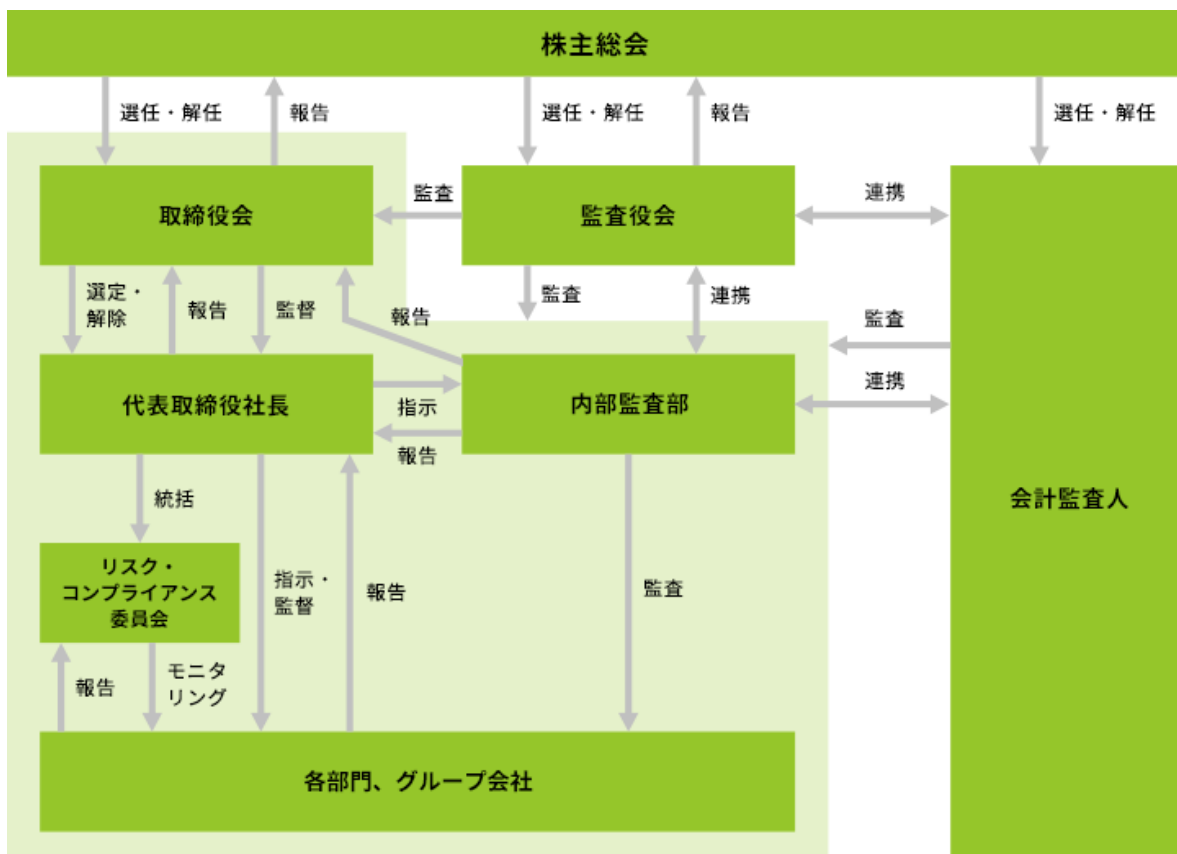 株主総会
選任・解任
報告
選任・解任
報告
選任・解任
取締役会
監査
監査役会
連携
選定・
解除
報告
監督
報告
監査
連携
監査
代表取締役社長
指示
報告
内部監査部
連携
会計監査人
統括
リスク・
コンプライアンス
委員会
指示・
監督
報告
監査
報告
モニタ
リング
各部門、グループ会社